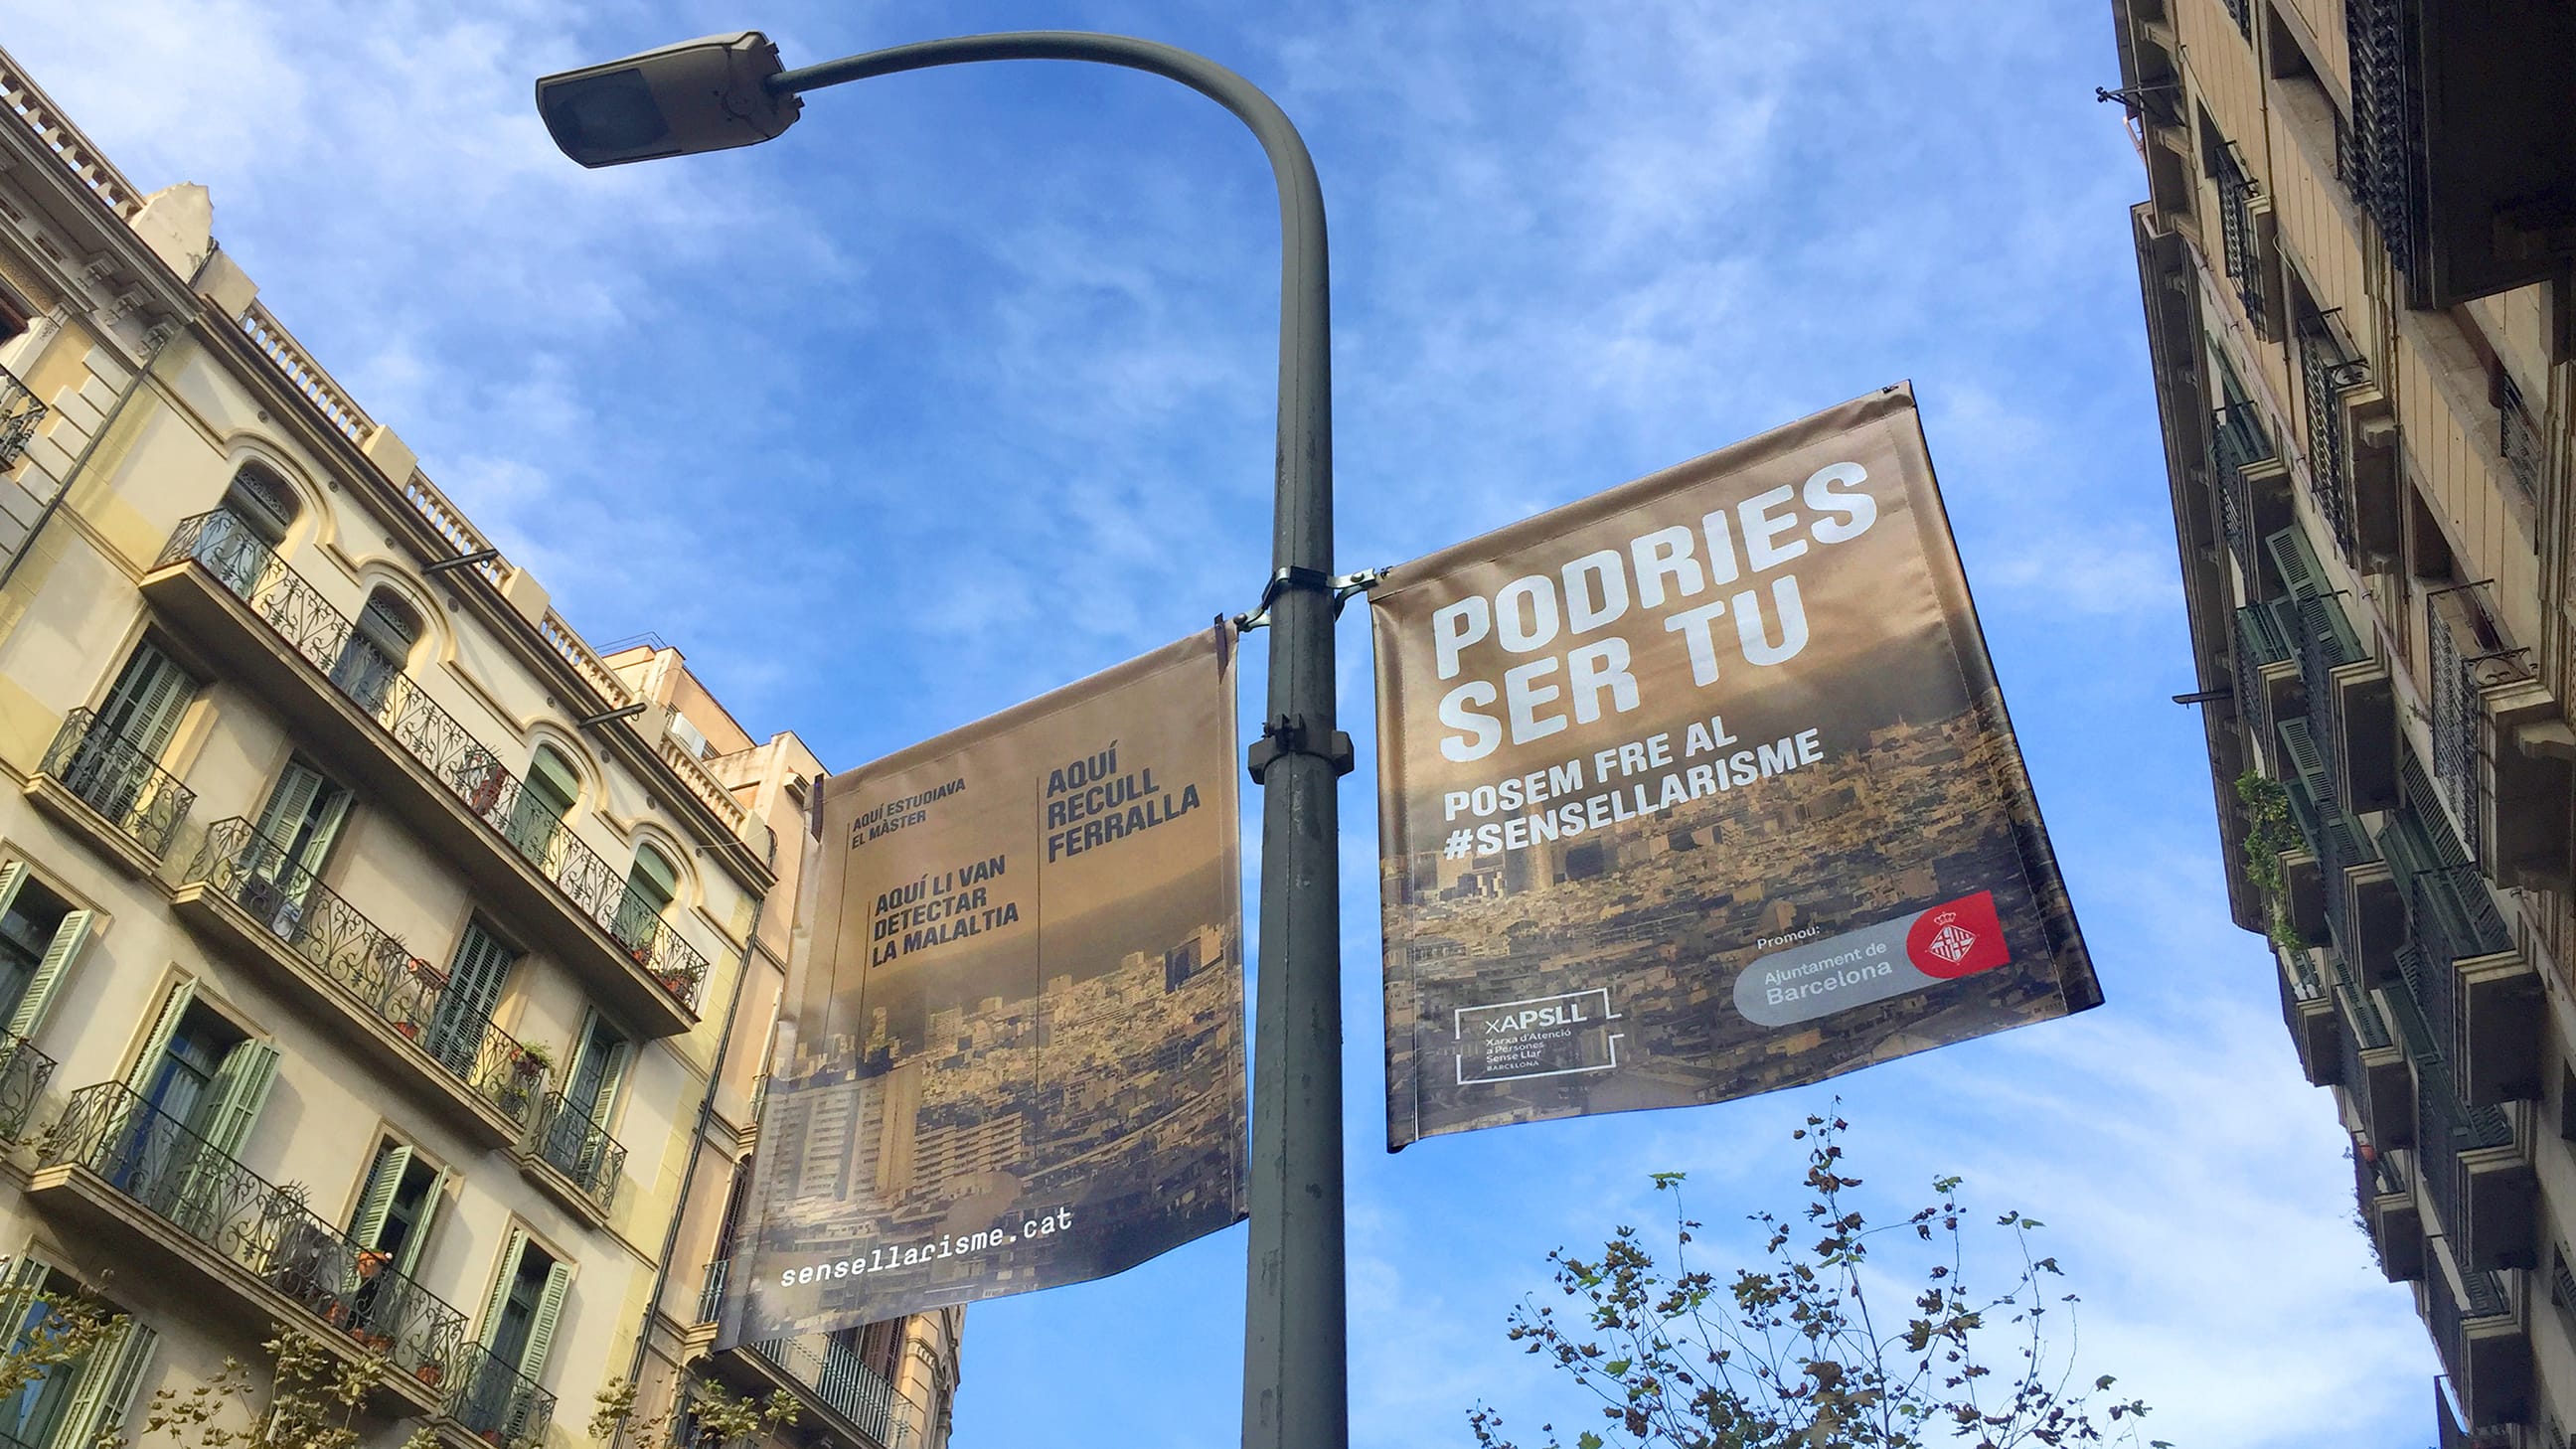 AQUÍ ESTUDIAVA
EL MÀSTER
AQUÍ LI VAN
DETECTAR
LA MALALTIA
AQUÍ
RECULL
FERRALLA
sensellarisme.cat
PODRIES
SER TU
POSEM FRE AL
#SENSELLARISME
Promou:
Ajuntament de
Barcelona
XAPSLL
Xarxa d'Atenció
a Persones
Sense Llar
BARCELONA